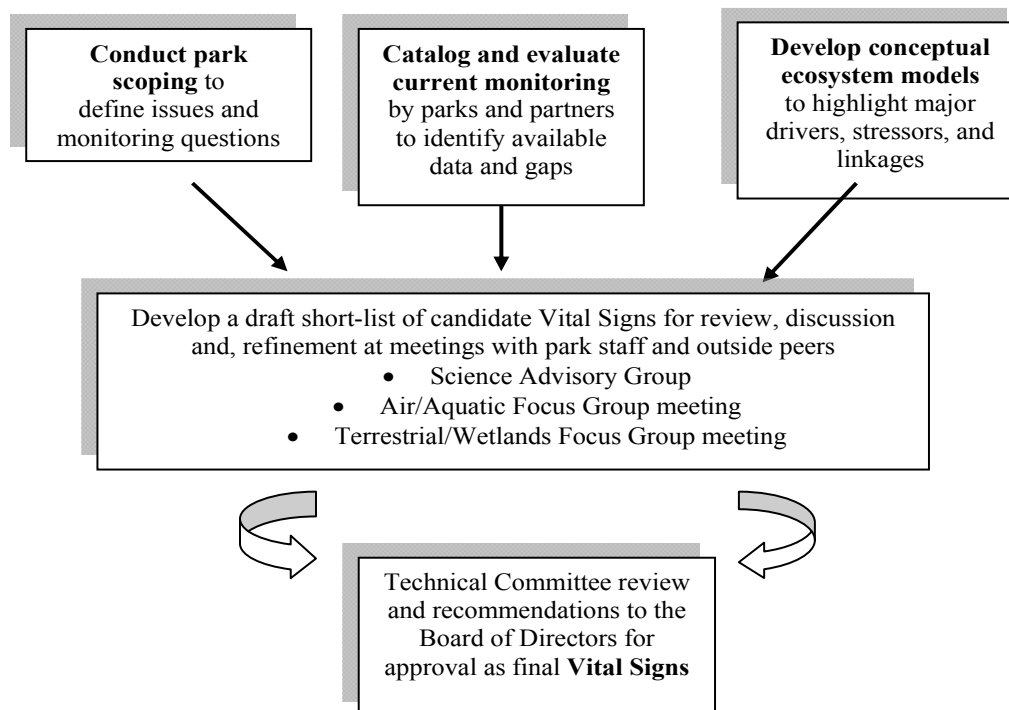 Conduct park
scoping to
define issues and
monitoring questions
Catalog and evaluate
current monitoring
by parks and partners
to identify available
data and gaps
Develop conceptual
ecosystem models
to highlight major
drivers, stressors, and
linkages
Develop a draft short-list of candidate Vital Signs for review, discussion
and, refinement at meetings with park staff and outside peers
• Science Advisory Group
• Air/Aquatic Focus Group meeting
• Terrestrial/Wetlands Focus Group meeting
Technical Committee review
and recommendations to the
Board of Directors for
approval as final Vital Signs